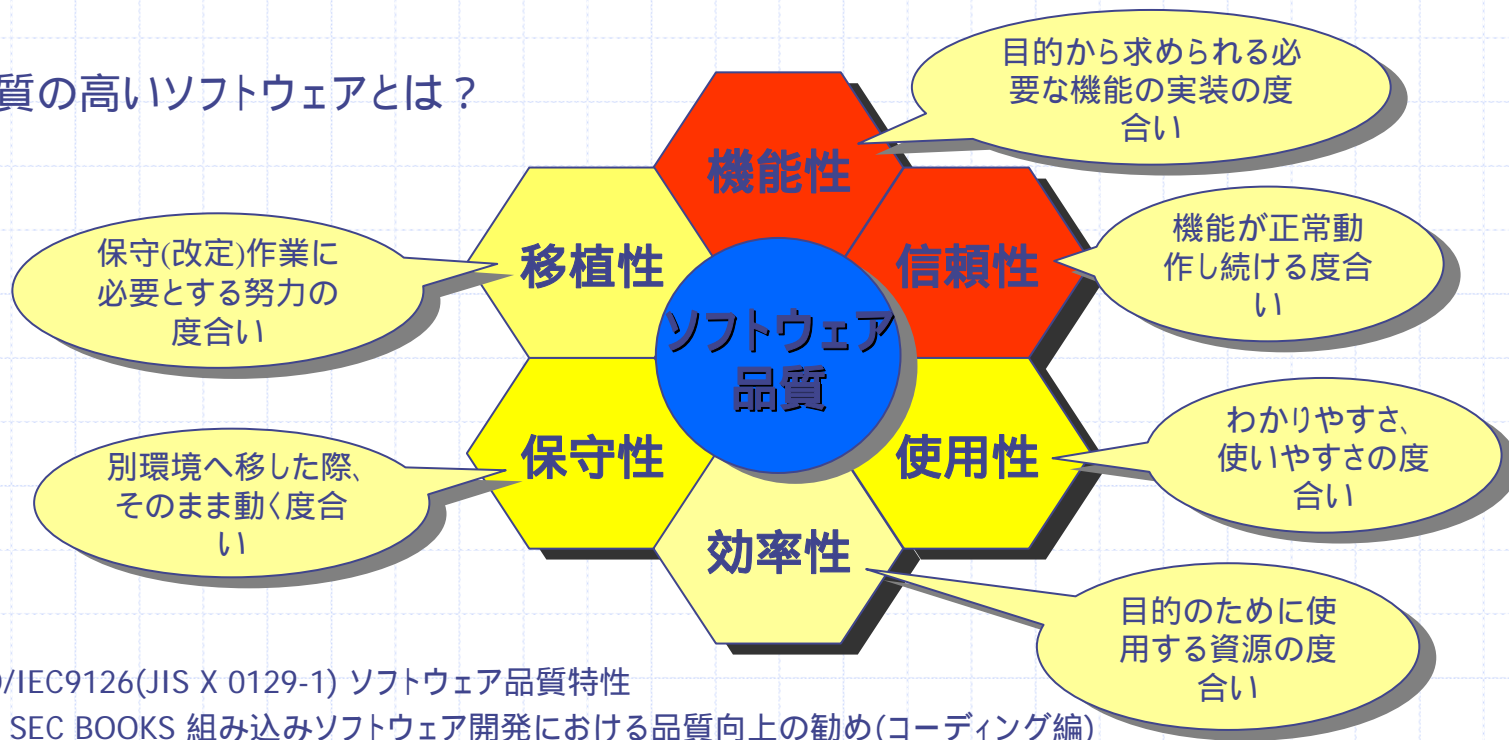 質の高いソフトウェアとは？
目的から求められる必
要な機能の実装の度
合い
機能性
保守(改定)作業に
必要とする努力の
度合い
移植性
信頼性
機能が正常動
作し続ける度合
い
ソフトウェア
品質
別環境へ移した際、
そのまま動く度合
い
保守性
使用性
わかりやすさ、
使いやすさの度
合い
効率性
目的のために使
用する資源の度
合い
/IEC9126(JIS X 0129-1) ソフトウェア品質特性
SEC BOOKS 組み込みソフトウェア開発における品質向上の勧め(コーディング編)